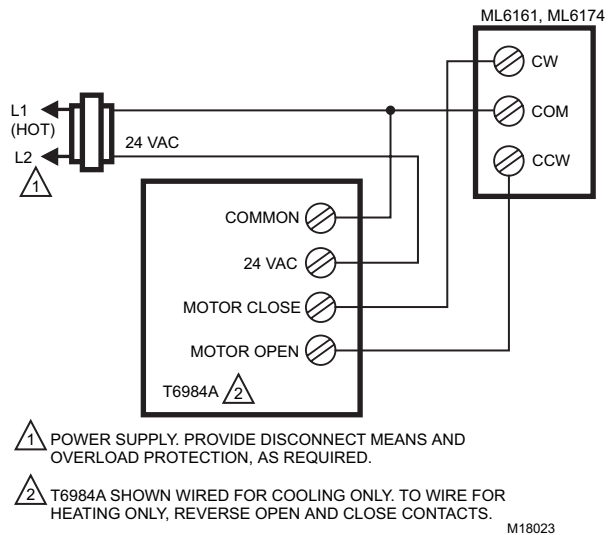 ML6161, ML6174
CW
COM
CCW
L1
(HOT)
L2
1
24 VAC
COMMON
24 VAC
MOTOR CLOSE
MOTOR OPEN
T6984A 2
1 POWER SUPPLY. PROVIDE DISCONNECT MEANS AND
OVERLOAD PROTECTION, AS REQUIRED.
2 T6984A SHOWN WIRED FOR COOLING ONLY. TO WIRE FOR
HEATING ONLY, REVERSE OPEN AND CLOSE CONTACTS.
M18023